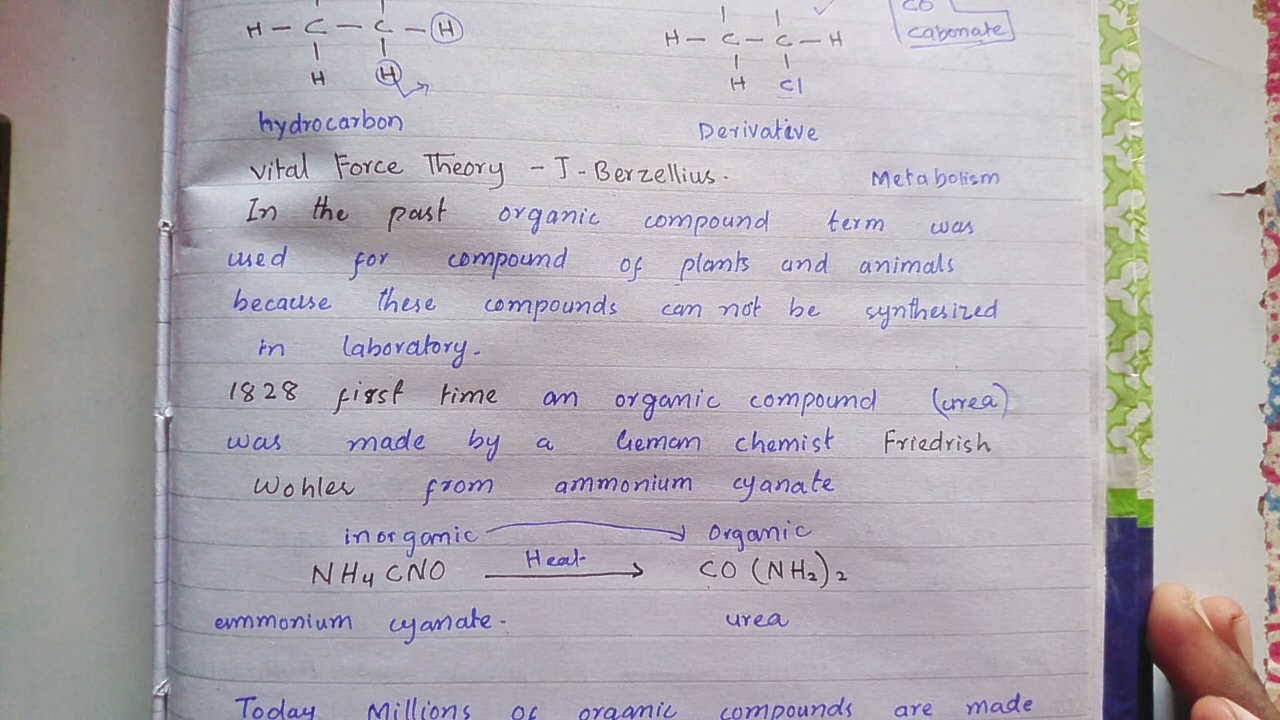 CO
H — C — C — H    H — C — C — H    cabonate
H    H    H    Cl
hydrocarbon    Derivative
vital Force Theory - J-Berzellius.    Metabolism
In the past organic compound term was
used for compound of plants and animals
because these compounds can not be synthesized
in laboratory.
1828 first time an organic compound (urea)
was made by a Geman chemist Friedrish
Wohler from ammonium cyanate
inorganic → Organic
NH4 CNO —Heat→ CO (NH2)2
ammonium cyanate.    urea
Today Millions of organic compounds are made